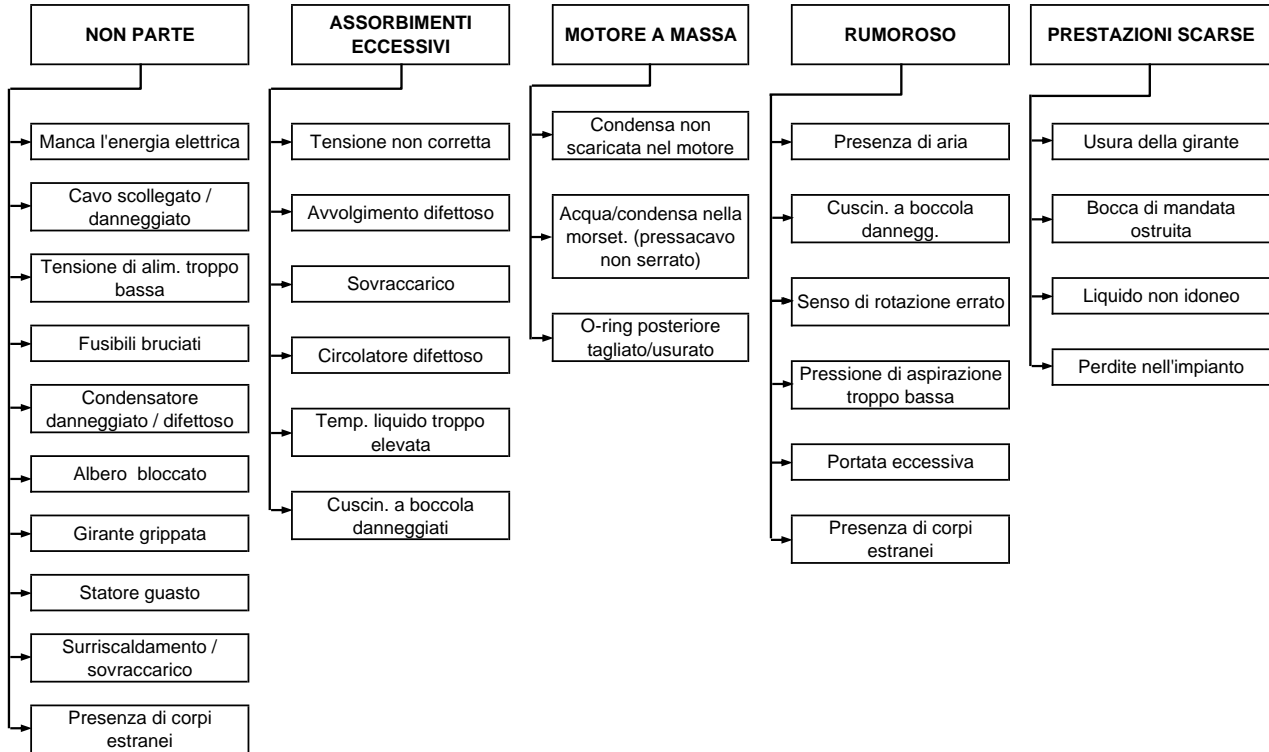 NON PARTE
Manca l'energia elettrica
Cavo scollegato /
danneggiato
Tensione di alim. troppo
bassa
Fusibili bruciati
Condensatore
danneggiato / difettoso
Albero bloccato
Girante grippata
Statore guasto
Surriscaldamento /
sovraccarico
Presenza di corpi
estranei
ASSORBIMENTI
ECCESSIVI
Tensione non corretta
Avvolgimento difettoso
Sovraccarico
Circolatore difettoso
Temp. liquido troppo
elevata
Cuscin. a boccola
danneggiati
MOTORE A MASSA
Condensa non
scaricata nel motore
Acqua/condensa nella
morset. (pressacavo
non serrato)
O-ring posteriore
tagliato/usurato
RUMOROSO
Presenza di aria
Cuscin. a boccola
dannegg.
Senso di rotazione errato
Pressione di aspirazione
troppo bassa
Portata eccessiva
Presenza di corpi
estranei
PRESTAZIONI SCARSE
Usura della girante
Bocca di mandata
ostruita
Liquido non idoneo
Perdite nell'impianto